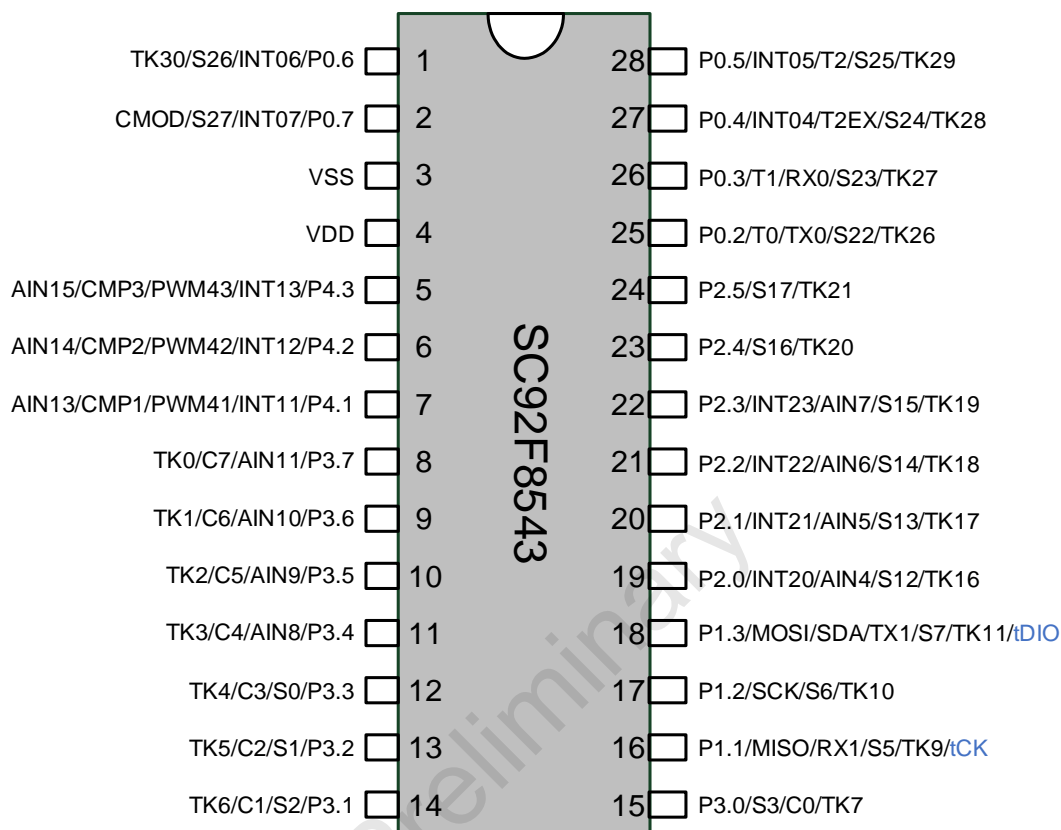 TK30/S26/INT06/P0.6 1 28 P0.5/INT05/T2/S25/TK29
CMOD/S27/INT07/P0.7 2 27 P0.4/INT04/T2EX/S24/TK28
VSS 3 26 P0.3/T1/RX0/S23/TK27
VDD 4 25 P0.2/T0/TX0/S22/TK26
AIN15/CMP3/PWM43/INT13/P4.3 5 24 P2.5/S17/TK21
AIN14/CMP2/PWM42/INT12/P4.2 6 23 P2.4/S16/TK20
AIN13/CMP1/PWM41/INT11/P4.1 7 22 P2.3/INT23/AIN7/S15/TK19
TK0/C7/AIN11/P3.7 8 21 P2.2/INT22/AIN6/S14/TK18
TK1/C6/AIN10/P3.6 9 20 P2.1/INT21/AIN5/S13/TK17
TK2/C5/AIN9/P3.5 10 19 P2.0/INT20/AIN4/S12/TK16
TK3/C4/AIN8/P3.4 11 18 P1.3/MOSI/SDA/TX1/S7/TK11/tDIO
TK4/C3/S0/P3.3 12 17 P1.2/SCK/S6/TK10
TK5/C2/S1/P3.2 13 16 P1.1/MISO/RX1/S5/TK9/tCK
TK6/C1/S2/P3.1 14 15 P3.0/S3/C0/TK7
SC92F8543
Preliminary